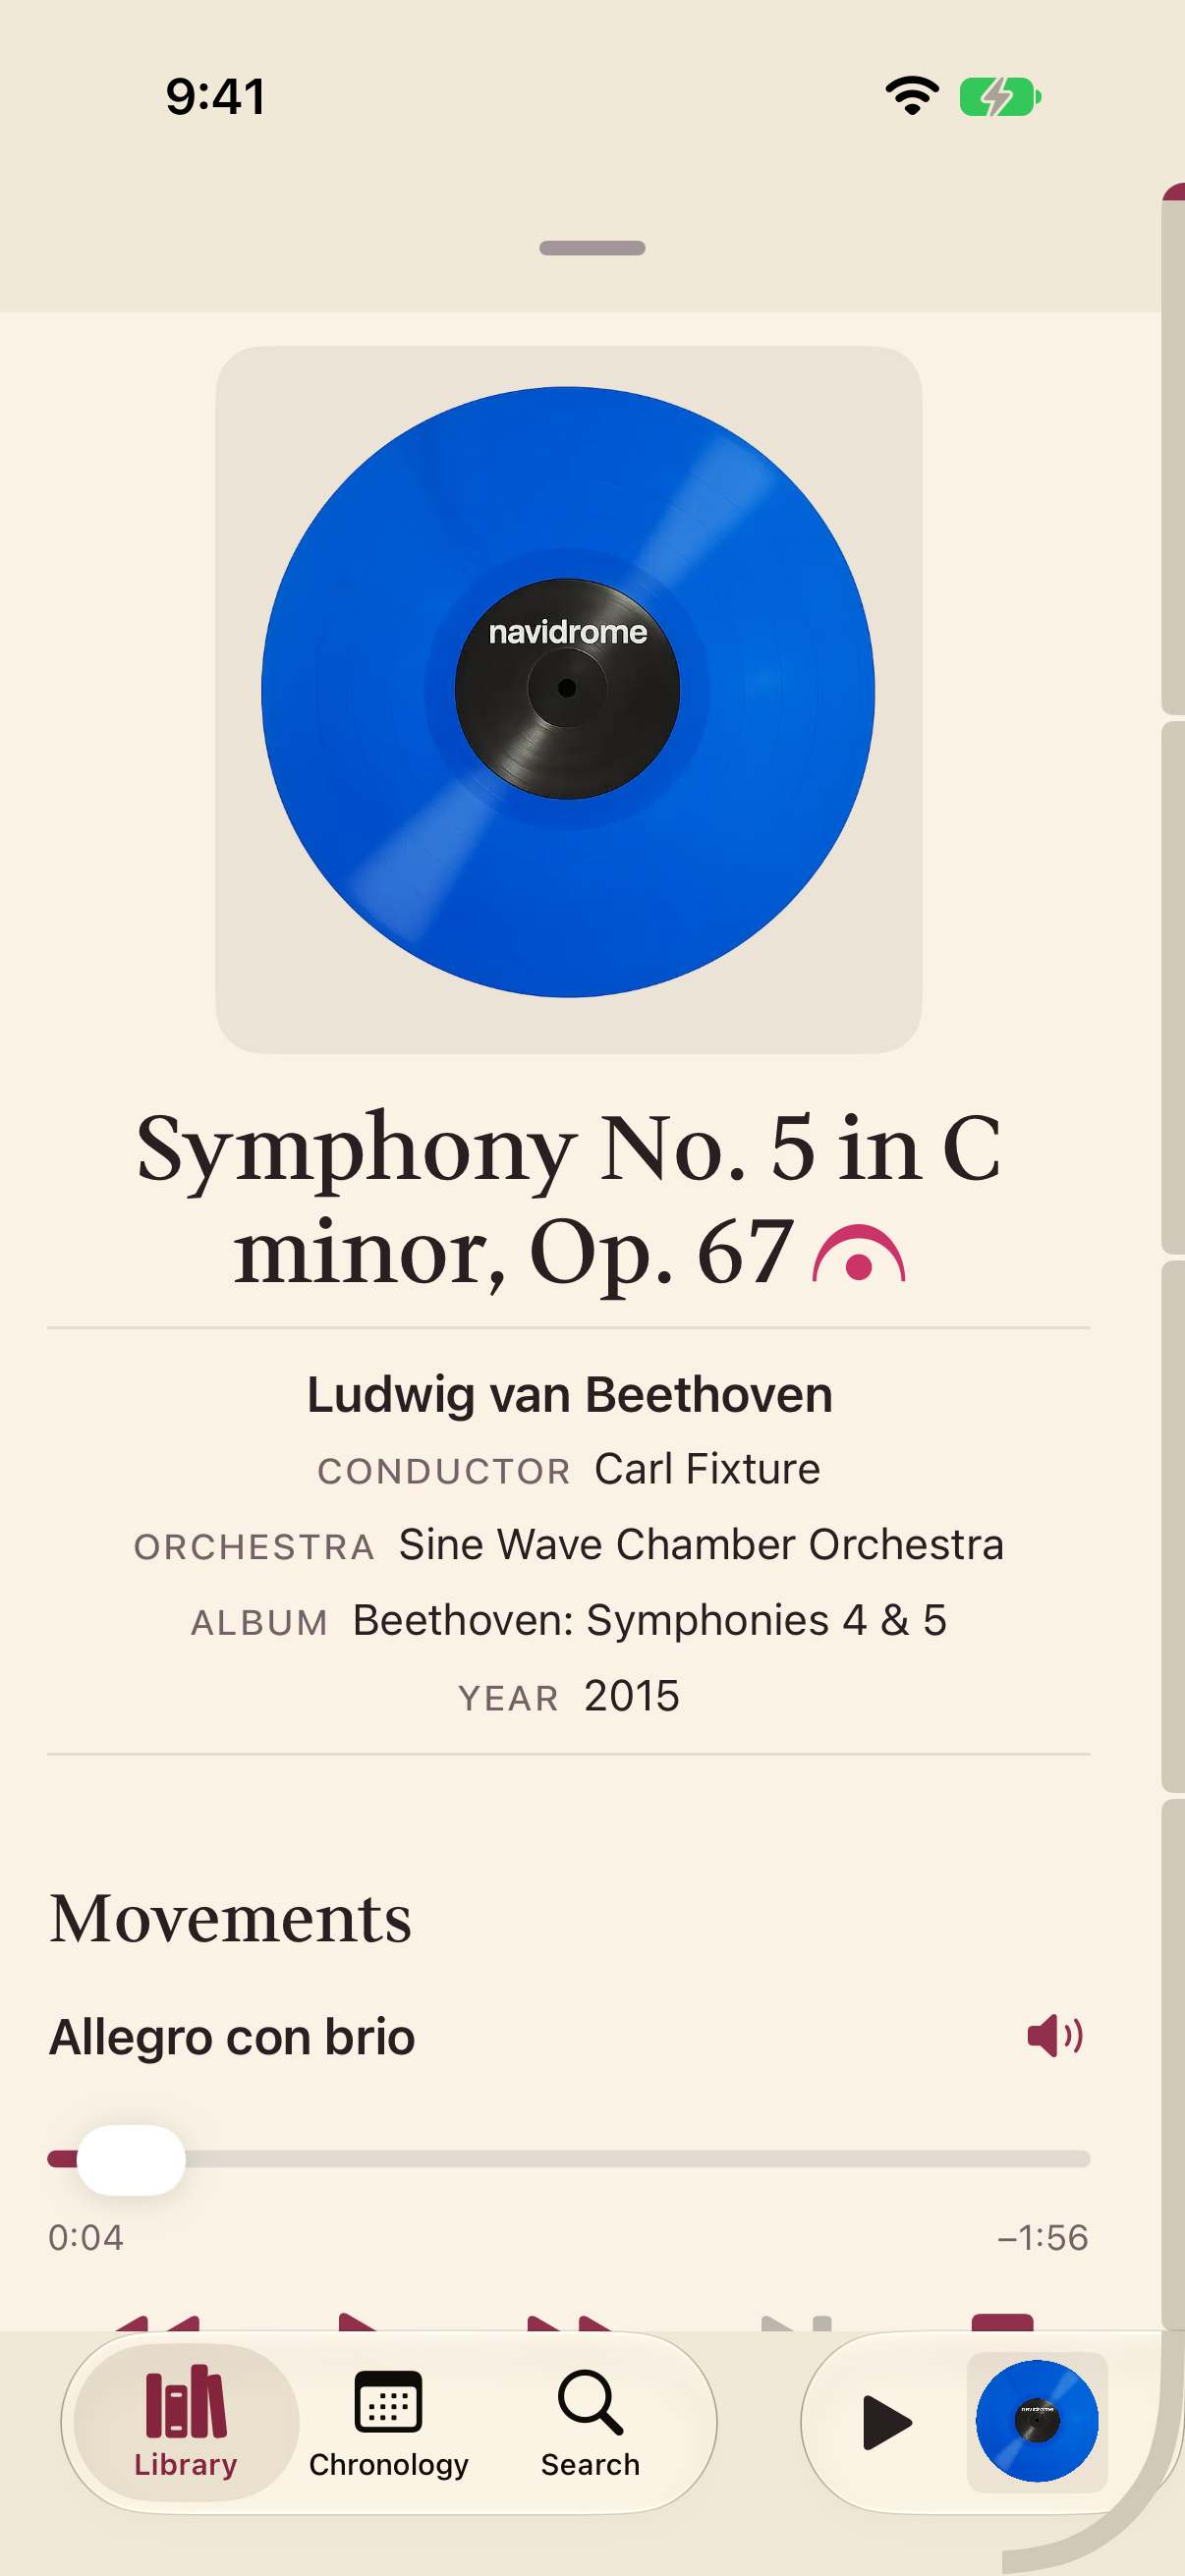 9:41
navidrome
Symphony No. 5 in C
minor, Op. 67
Ludwig van Beethoven
CONDUCTOR Carl Fixture
ORCHESTRA Sine Wave Chamber Orchestra
ALBUM Beethoven: Symphonies 4 & 5
YEAR 2015
Movements
Allegro con brio
0:04 –1:56
Library Chronology Search
navidrome